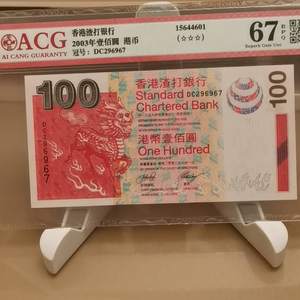 ACG
AI CANG GUARANTY
香港渣打银行
2003年壹佰圆 港币
冠号: DC296967
15644601
(☆☆☆)
67 EPQ
Superb Gem Unc
100
香港渣打銀行
Standard
Chartered Bank
DC296967
港幣壹佰圓
One Hundred
DC296967